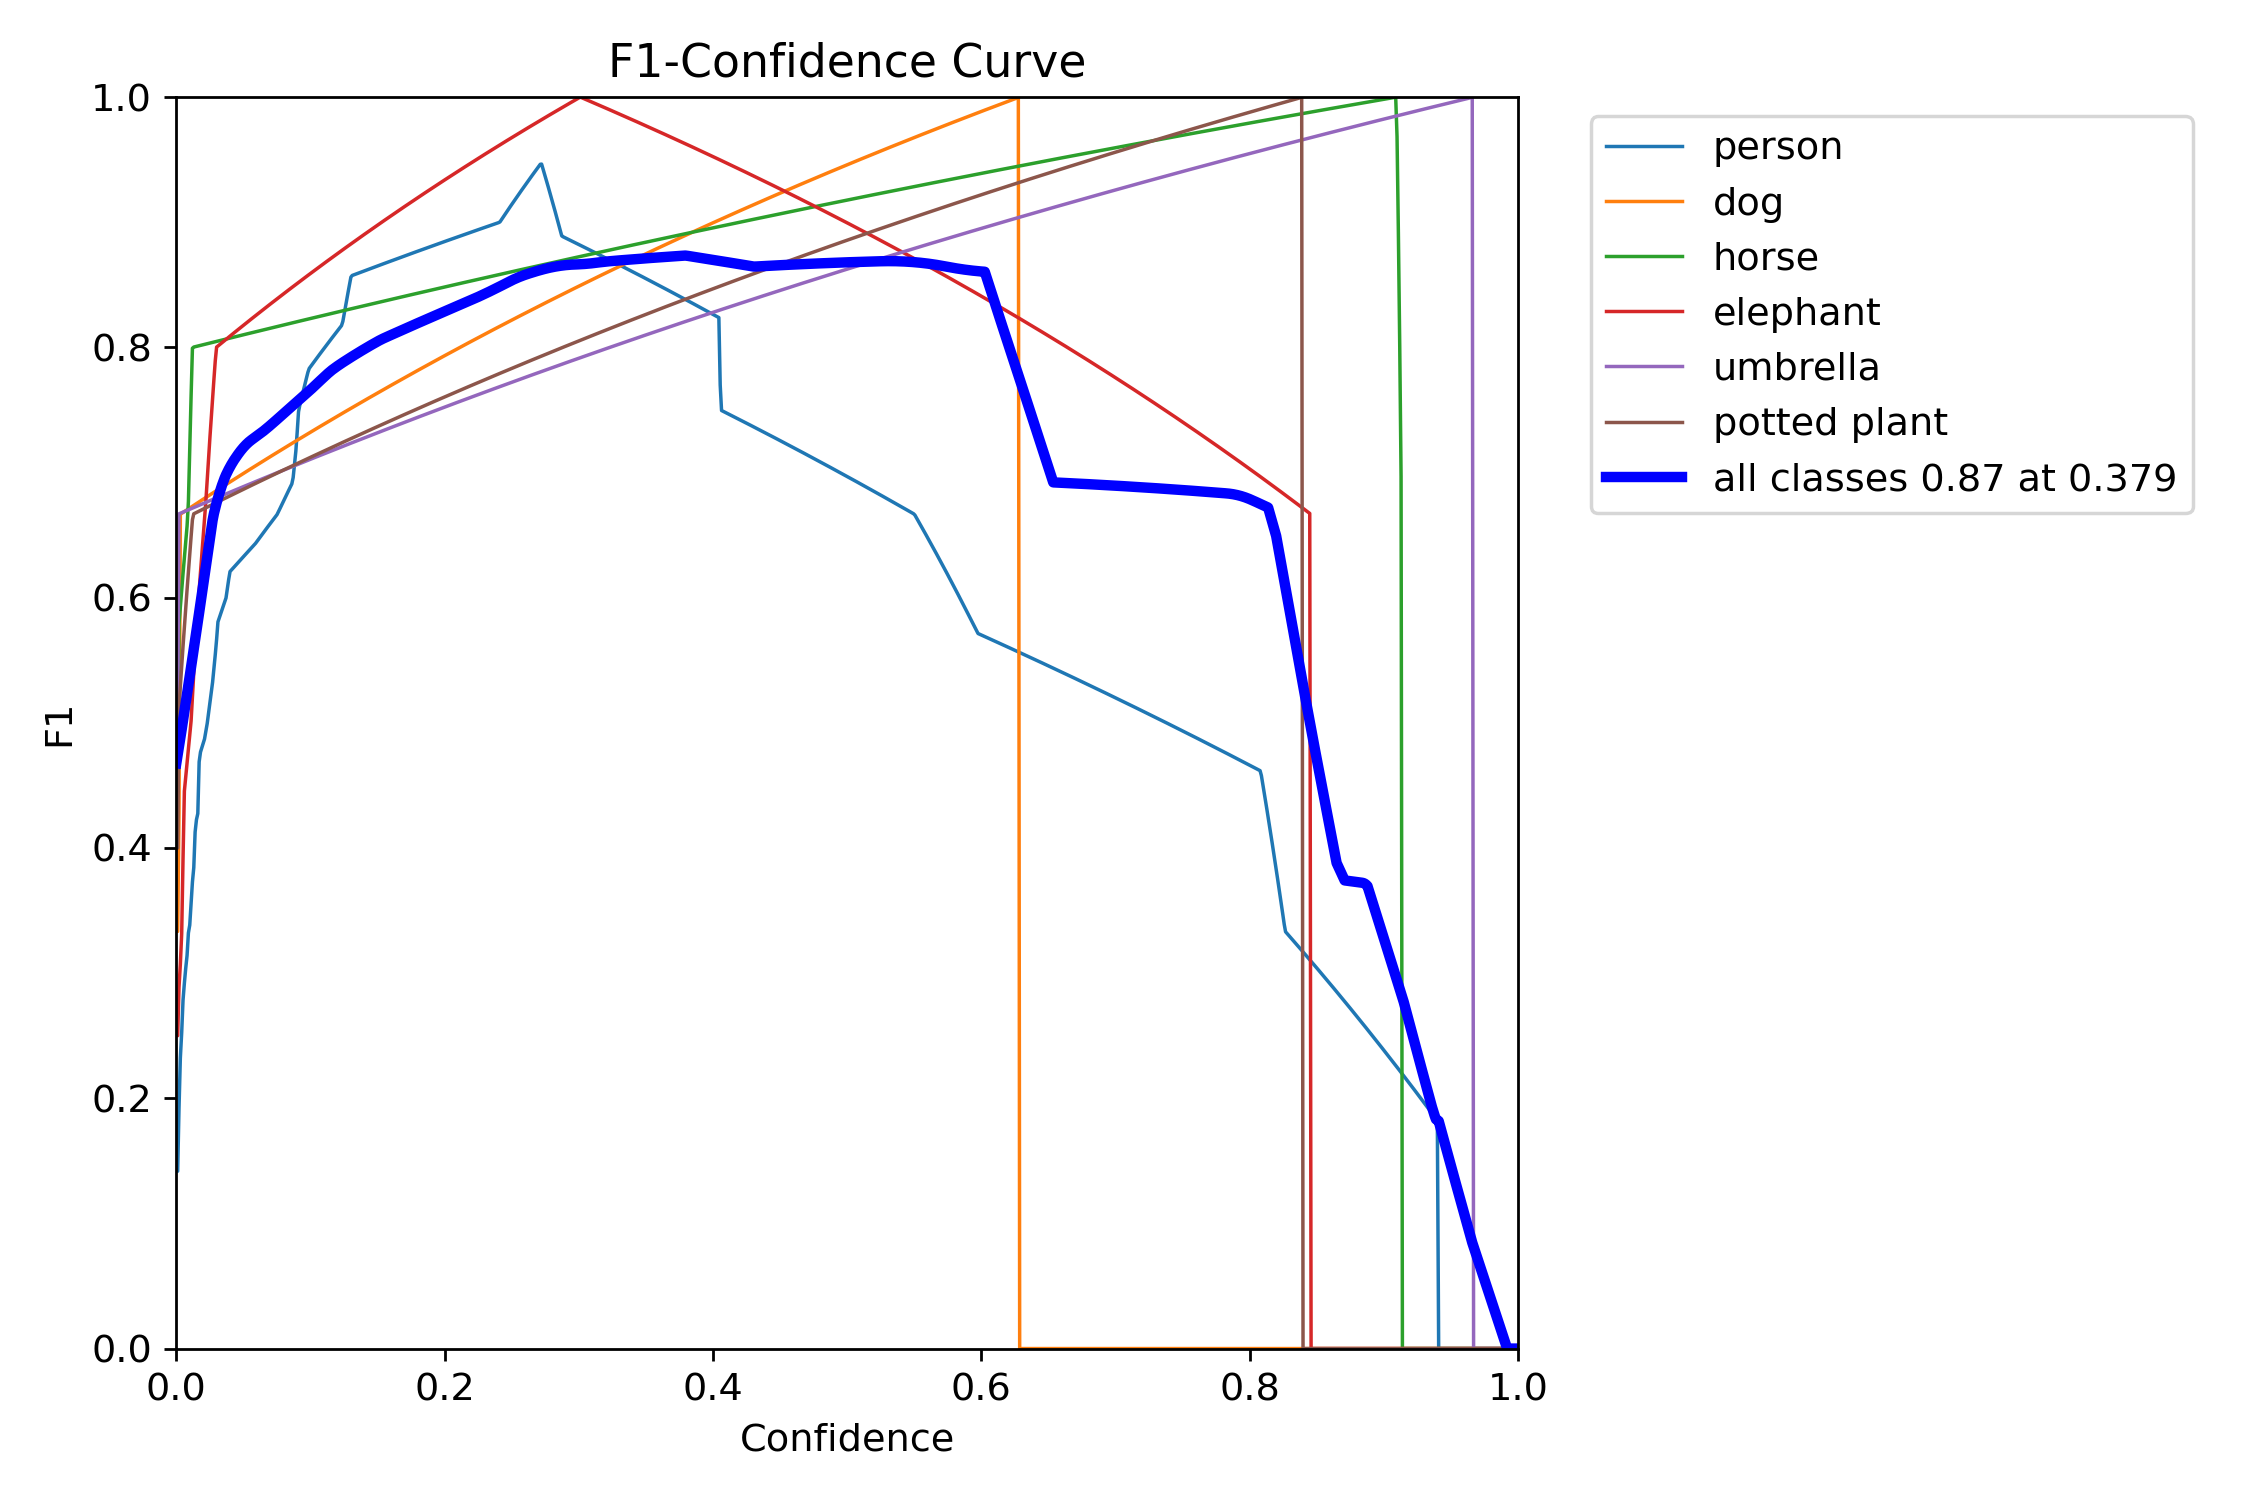 F1-Confidence Curve
1.0
0.8
0.6
0.4
0.2
0.0
F1
0.0 0.2 0.4 0.6 0.8 1.0
Confidence
person
dog
horse
elephant
umbrella
potted plant
all classes 0.87 at 0.379